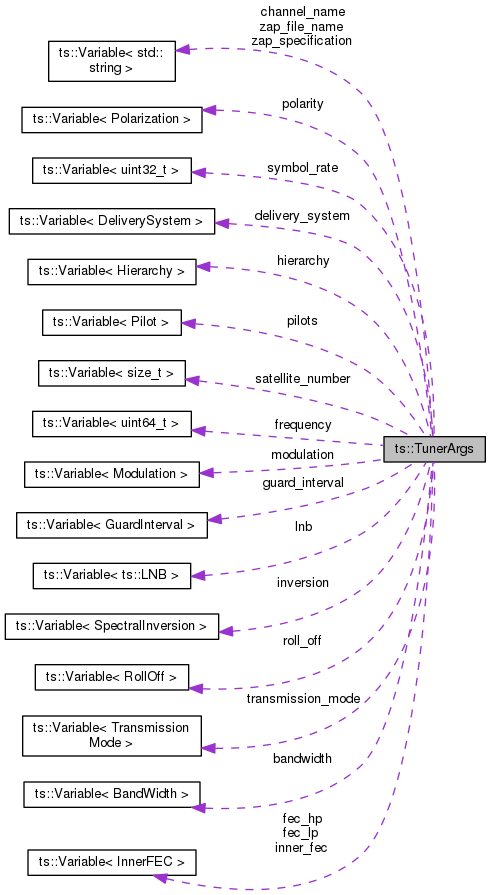 channel_name
zap_file_name
zap_specification
ts::Variable< std::
string >
polarity
ts::Variable< Polarization >
symbol_rate
ts::Variable< uint32_t >
delivery_system
ts::Variable< DeliverySystem >
hierarchy
ts::Variable< Hierarchy >
pilots
ts::Variable< Pilot >
satellite_number
ts::Variable< size_t >
frequency
ts::Variable< uint64_t >
ts::TunerArgs
modulation
ts::Variable< Modulation >
guard_interval
ts::Variable< GuardInterval >
lnb
ts::Variable< ts::LNB >
inversion
ts::Variable< SpectralInversion >
roll_off
ts::Variable< RollOff >
transmission_mode
ts::Variable< Transmission
Mode >
bandwidth
ts::Variable< BandWidth >
fec_hp
fec_lp
inner_fec
ts::Variable< InnerFEC >